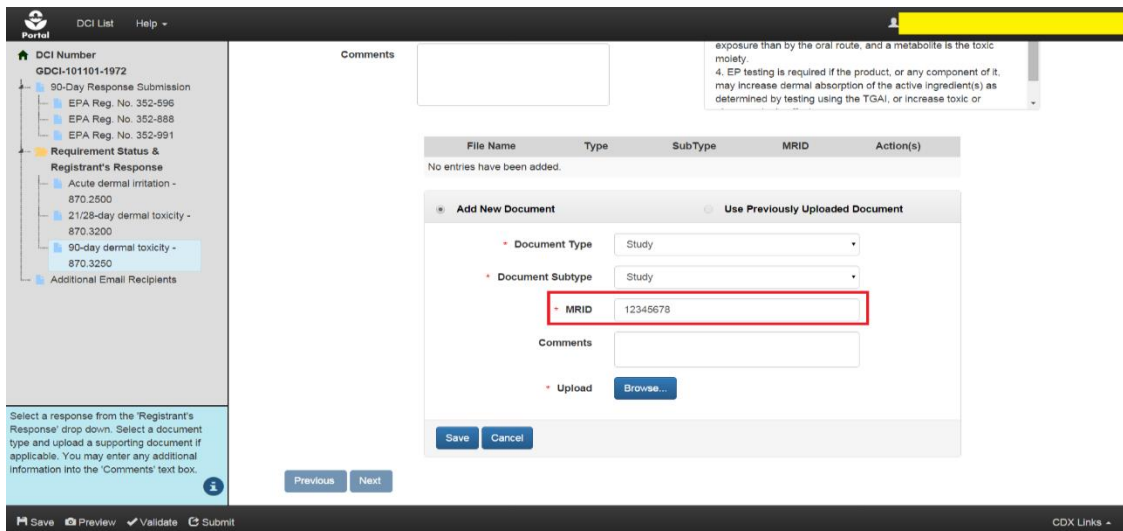 Portal
DCI List
Help
DCI Number
GDCI-101101-1972
90-Day Response Submission
EPA Reg. No. 352-596
EPA Reg. No. 352-888
EPA Reg. No. 352-991
Requirement Status &
Registrant's Response
Acute dermal irritation -
870.2500
21/28-day dermal toxicity -
870.3200
90-day dermal toxicity -
870.3250
Additional Email Recipients
Select a response from the 'Registrant's
Response' drop down. Select a document
type and upload a supporting document if
applicable. You may enter any additional
information into the 'Comments' text box.
Comments
exposure than by the oral route, and a metabolite is the toxic
moiety.
4. EP testing is required if the product, or any component of it,
may increase dermal absorption of the active ingredient(s) as
determined by testing using the TGAI, or increase toxic or
File Name Type SubType MRID Action(s)
No entries have been added.
Add New Document
Use Previously Uploaded Document
* Document Type Study
* Document Subtype Study
* MRID 12345678
Comments
* Upload Browse...
Save Cancel
Previous Next
Save Preview Validate Submit
CDX Links